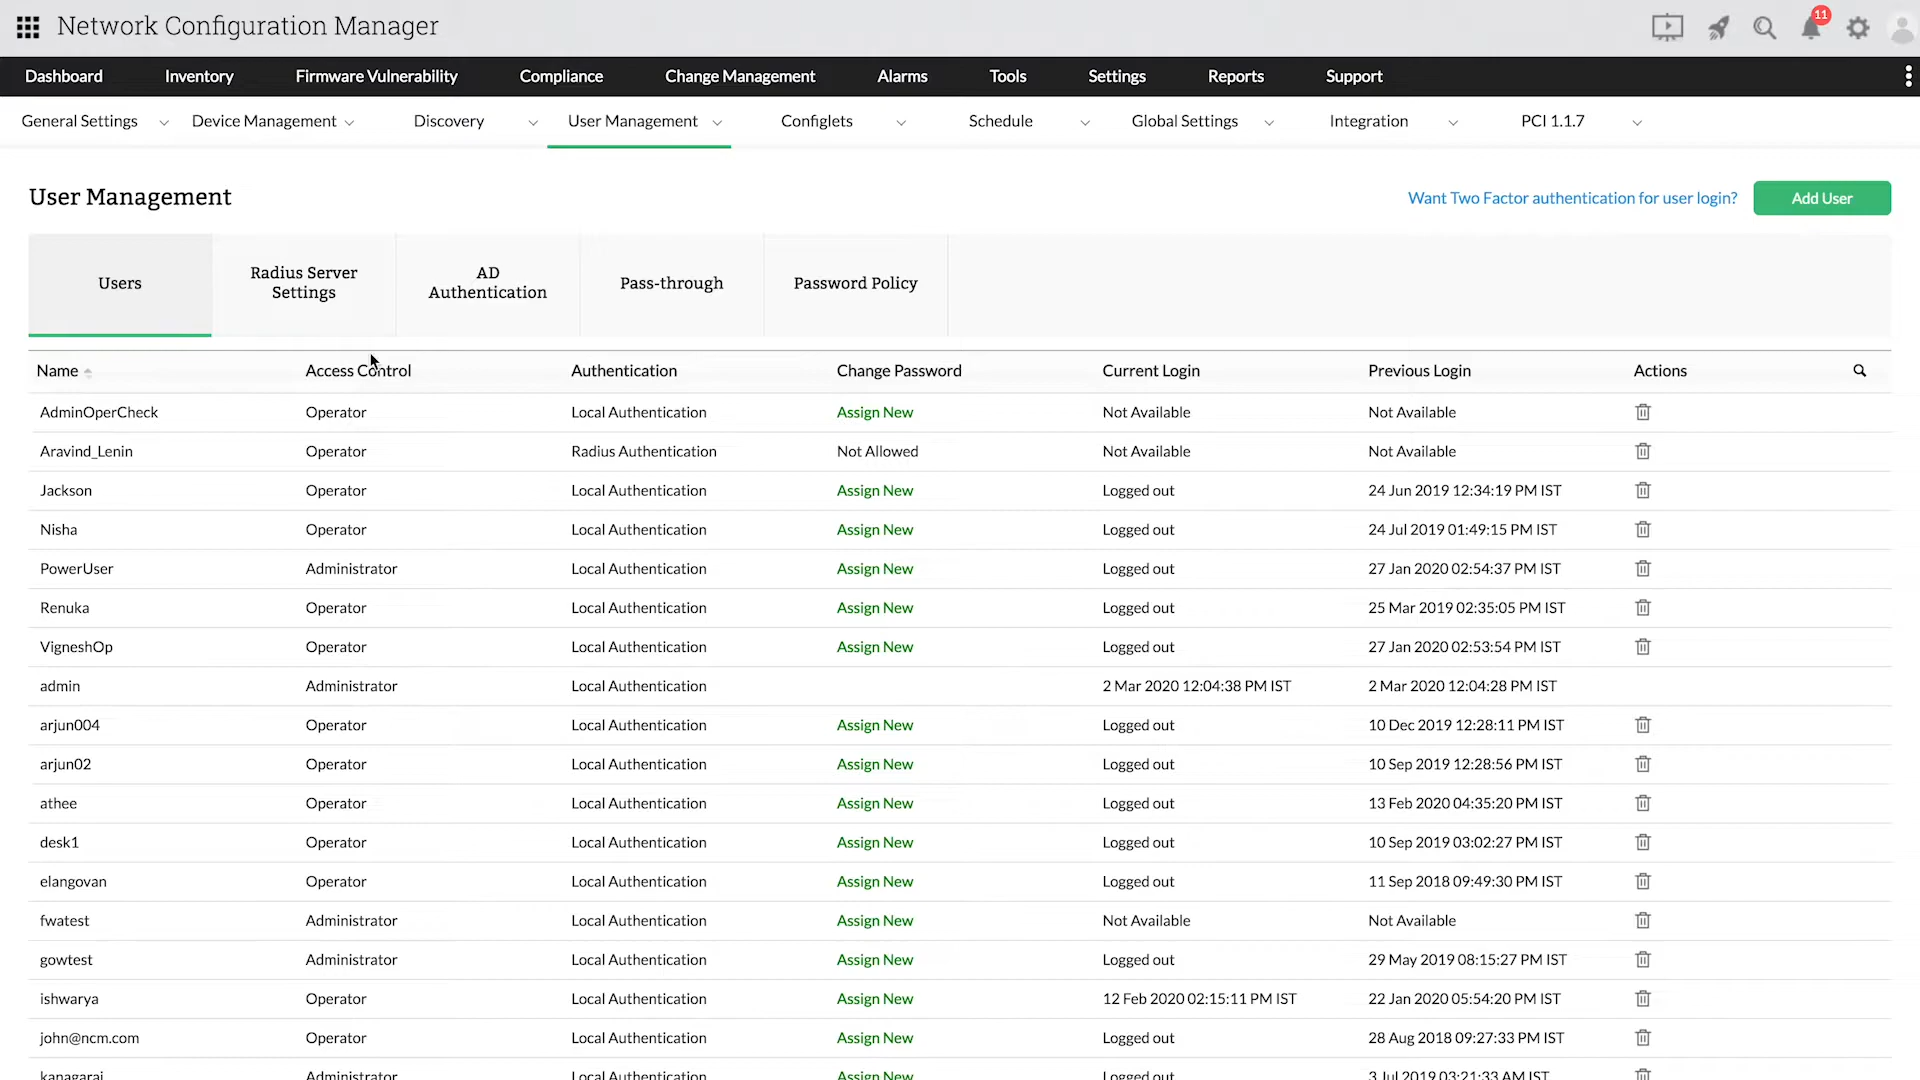 Network Configuration Manager
11
Dashboard Inventory Firmware Vulnerability Compliance Change Management Alarms Tools Settings Reports Support
General Settings Device Management Discovery User Management Configlets Schedule Global Settings Integration PCI 1.1.7
User Management
Want Two Factor authentication for user login?
Add User
Users
Radius Server
Settings
AD
Authentication
Pass-through
Password Policy
Name Access Control Authentication Change Password Current Login Previous Login Actions
AdminOperCheck Operator Local Authentication Assign New Not Available Not Available
Aravind_Lenin Operator Radius Authentication Not Allowed Not Available Not Available
Jackson Operator Local Authentication Assign New Logged out 24 Jun 2019 12:34:19 PM IST
Nisha Operator Local Authentication Assign New Logged out 24 Jul 2019 01:49:15 PM IST
PowerUser Administrator Local Authentication Assign New Logged out 27 Jan 2020 02:54:37 PM IST
Renuka Operator Local Authentication Assign New Logged out 25 Mar 2019 02:35:05 PM IST
VigneshOp Operator Local Authentication Assign New Logged out 27 Jan 2020 02:53:54 PM IST
admin Administrator Local Authentication 2 Mar 2020 12:04:38 PM IST 2 Mar 2020 12:04:28 PM IST
arjun004 Operator Local Authentication Assign New Logged out 10 Dec 2019 12:28:11 PM IST
arjun02 Operator Local Authentication Assign New Logged out 10 Sep 2019 12:28:56 PM IST
athee Operator Local Authentication Assign New Logged out 13 Feb 2020 04:35:20 PM IST
desk1 Operator Local Authentication Assign New Logged out 10 Sep 2019 03:02:27 PM IST
elangovan Operator Local Authentication Assign New Logged out 11 Sep 2018 09:49:30 PM IST
fwatest Administrator Local Authentication Assign New Not Available Not Available
gowtest Administrator Local Authentication Assign New Logged out 29 May 2019 08:15:27 PM IST
ishwarya Operator Local Authentication Assign New 12 Feb 2020 02:15:11 PM IST 22 Jan 2020 05:54:20 PM IST
john@ncm.com Operator Local Authentication Assign New Logged out 28 Aug 2018 09:27:33 PM IST
kanagaraj Administrator Local Authentication Assign New Logged out 3 Jul 2019 03:21:33 AM IST